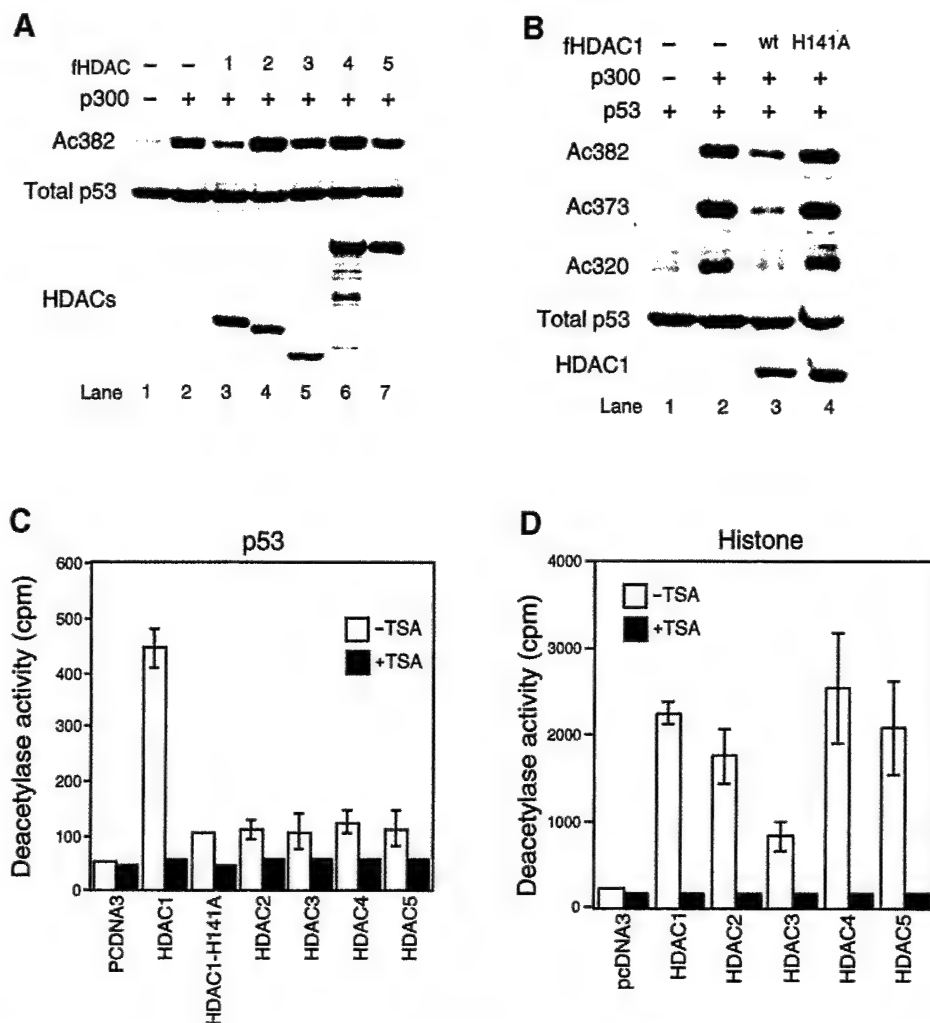 A
fHDAC – – 1 2 3 4 5
p300 – + + + + + +
Ac382
Total p53
HDACs
Lane 1 2 3 4 5 6 7
B
fHDAC1 – – wt H141A
p300 – + + +
p53 + + + +
Ac382
Ac373
Ac320
Total p53
HDAC1
Lane 1 2 3 4
C
p53
Deacetylase activity (cpm)
600
500
400
300
200
100
0
–TSA
+TSA
PCDNA3
HDAC1
HDAC1-H141A
HDAC2
HDAC3
HDAC4
HDAC5
D
Histone
Deacetylase activity (cpm)
4000
3000
2000
1000
0
–TSA
+TSA
pcDNA3
HDAC1
HDAC2
HDAC3
HDAC4
HDAC5